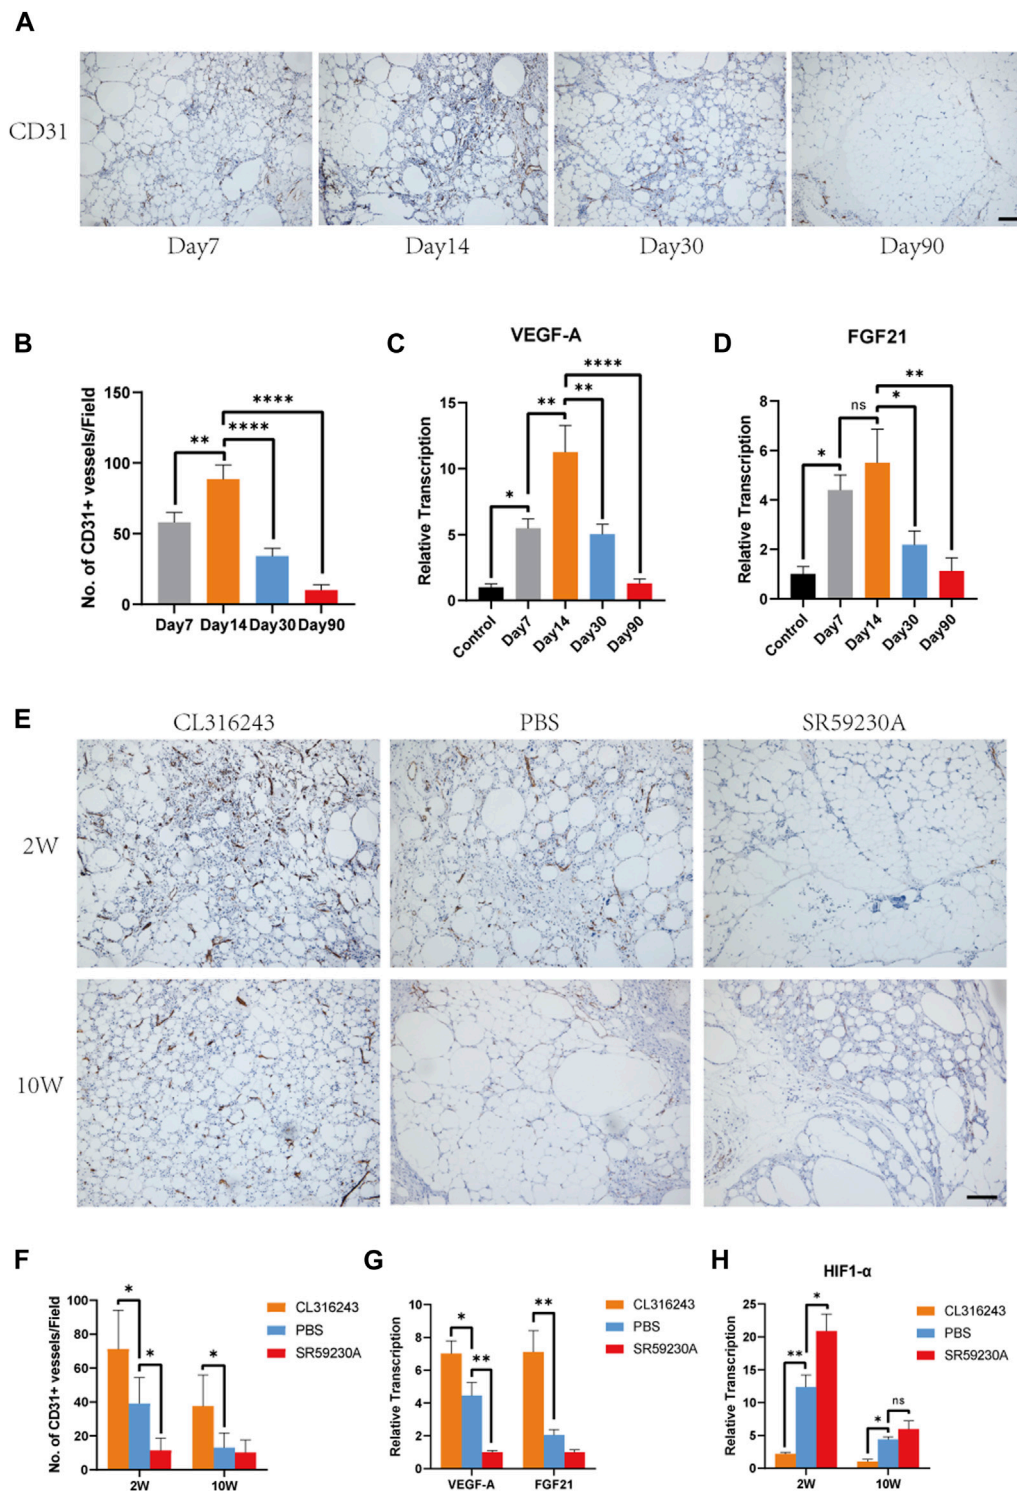 A
CD31
Day7 Day14 Day30 Day90
B
No. of CD31+ vessels/Field
150
100
50
0
** **** ****
Day7 Day14 Day30 Day90
C
VEGF-A
Relative Transcription
15
10
5
0
* ** ** ****
Control Day7 Day14 Day30 Day90
D
FGF21
Relative Transcription
8
6
4
2
0
* ns * **
Control Day7 Day14 Day30 Day90
E
CL316243 PBS SR59230A
2W
10W
F
No. of CD31+ vessels/Field
100
80
60
40
20
0
* * *
2W 10W
CL316243
PBS
SR59230A
G
Relative Transcription
10
8
6
4
2
0
* ** **
VEGF-A FGF21
CL316243
PBS
SR59230A
H
HIF1-α
Relative Transcription
25
20
15
10
5
0
** * * ns
2W 10W
CL316243
PBS
SR59230A